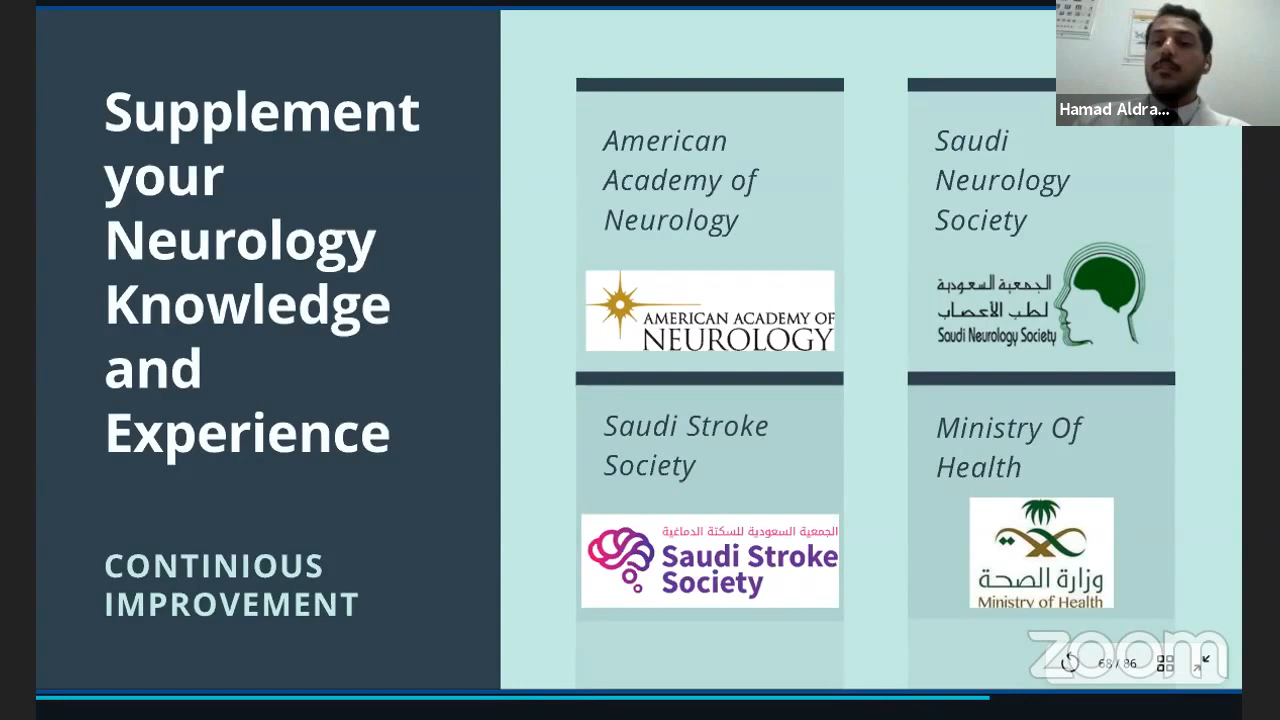 Supplement
your
Neurology
Knowledge
and
Experience
CONTINIOUS
IMPROVEMENT
American
Academy of
Neurology
AMERICAN ACADEMY OF
NEUROLOGY
Saudi
Neurology
Society
الجمعية السعودية
لطب الأعصاب
Saudi Neurology Society
Saudi Stroke
Society
الجمعية السعودية للسكتة الدماغية
Saudi Stroke
Society
Ministry Of
Health
وزارة الصحة
Ministry of Health
Hamad Aldra...
zoom
68 / 86